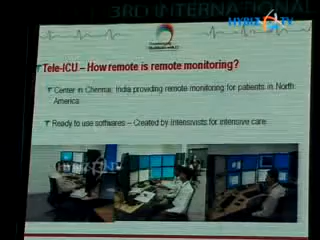 3RD INTERNATIONAL
Tele-ICU – How remote is remote monitoring?
Center in Chennai, India providing remote monitoring for patients in North
America
Ready to use softwares – Created by Intensivists for intensive care